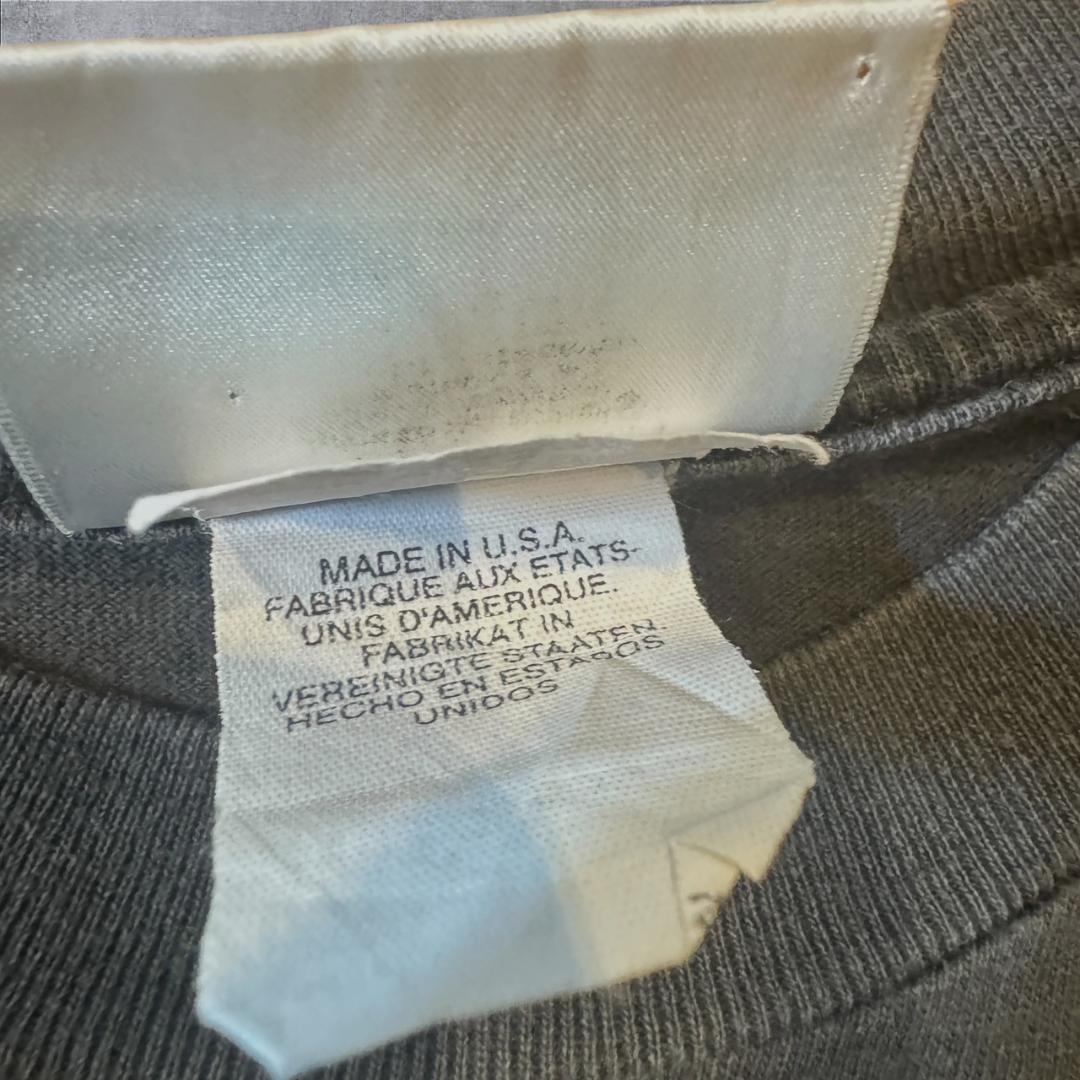 MADE IN U.S.A.
FABRIQUE AUX ETATS-
UNIS D'AMERIQUE.
FABRIKAT IN
VEREINIGTE STAATEN.
HECHO EN ESTADOS
UNIDOS